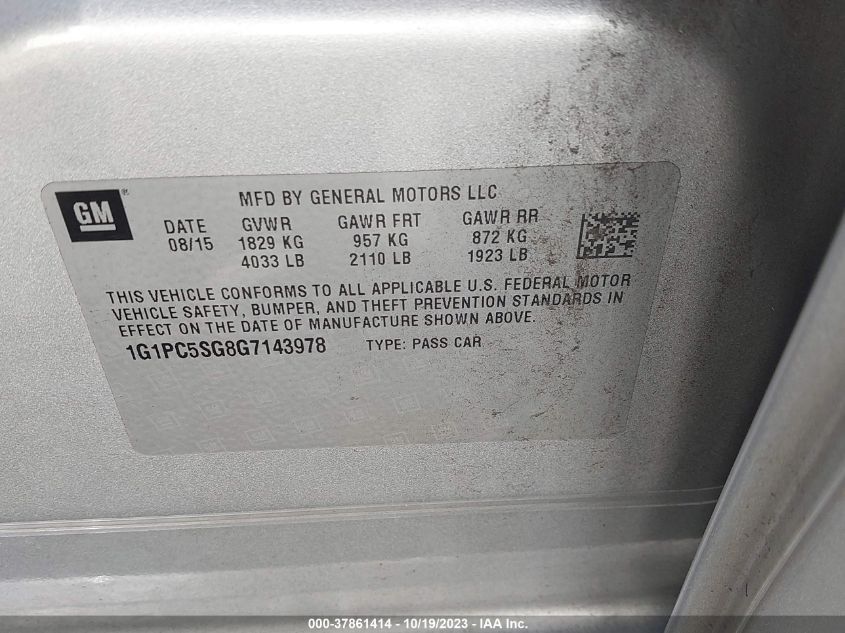 GM®
MFD BY GENERAL MOTORS LLC
DATE GVWR GAWR FRT GAWR RR
08/15 1829 KG 957 KG 872 KG
4033 LB 2110 LB 1923 LB
THIS VEHICLE CONFORMS TO ALL APPLICABLE U.S. FEDERAL MOTOR
VEHICLE SAFETY, BUMPER, AND THEFT PREVENTION STANDARDS IN
EFFECT ON THE DATE OF MANUFACTURE SHOWN ABOVE.
1G1PC5SG8G7143978 TYPE: PASS CAR
000-37861414 - 10/19/2023 - IAA Inc.